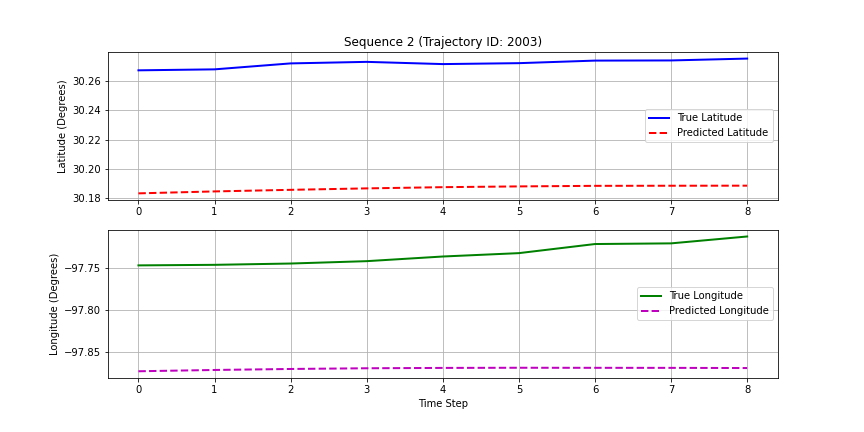 Sequence 2 (Trajectory ID: 2003)
Latitude (Degrees)
30.26
30.24
30.22
30.20
30.18
True Latitude
Predicted Latitude
0 1 2 3 4 5 6 7 8
Longitude (Degrees)
−97.75
−97.80
−97.85
True Longitude
Predicted Longitude
0 1 2 3 4 5 6 7 8
Time Step